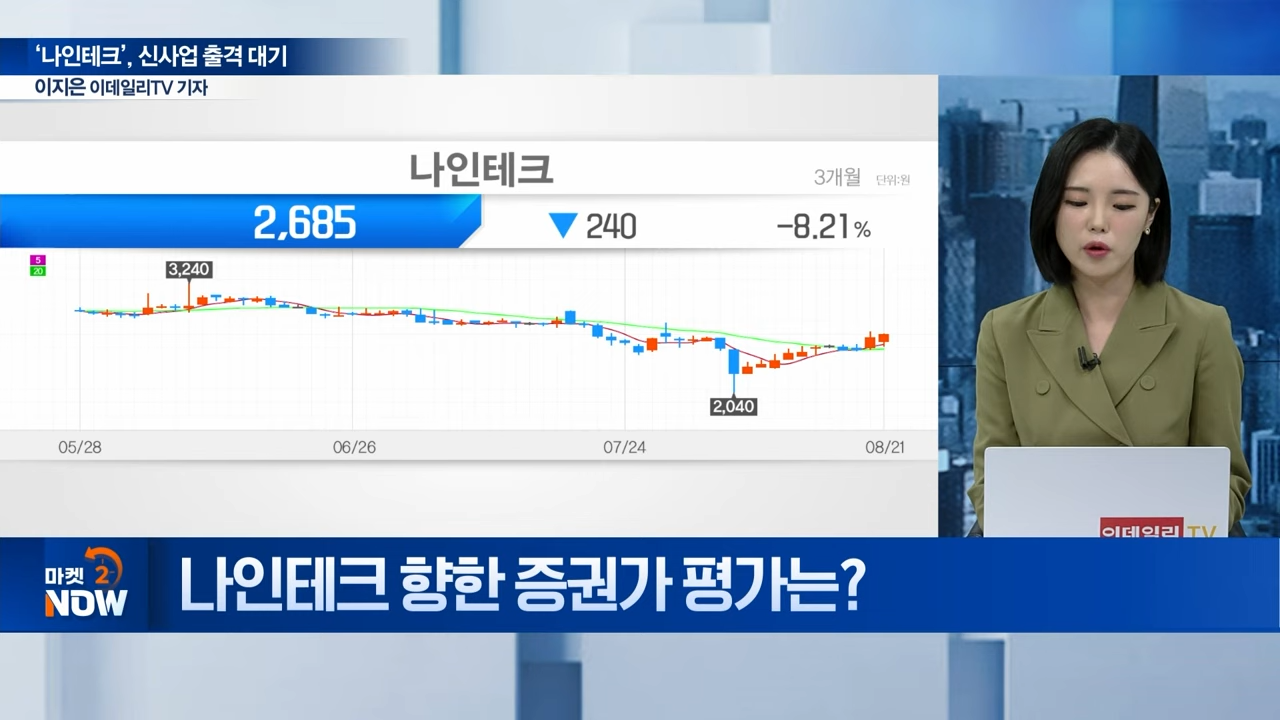 ‘나인테크’, 신사업 출격 대기
이지은 이데일리TV 기자
나인테크
3개월 단위:원
2,685 ▼ 240 -8.21%
5
20
3,240
2,040
05/28 06/26 07/24 08/21
이데일리 TV
마켓 2
NOW
나인테크 향한 증권가 평가는?